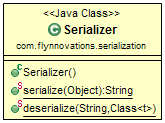 <<Java Class>>
Serializer
com.flynnovations.serialization
Serializer()
serialize(Object):String
deserialize(String,Class<t>)